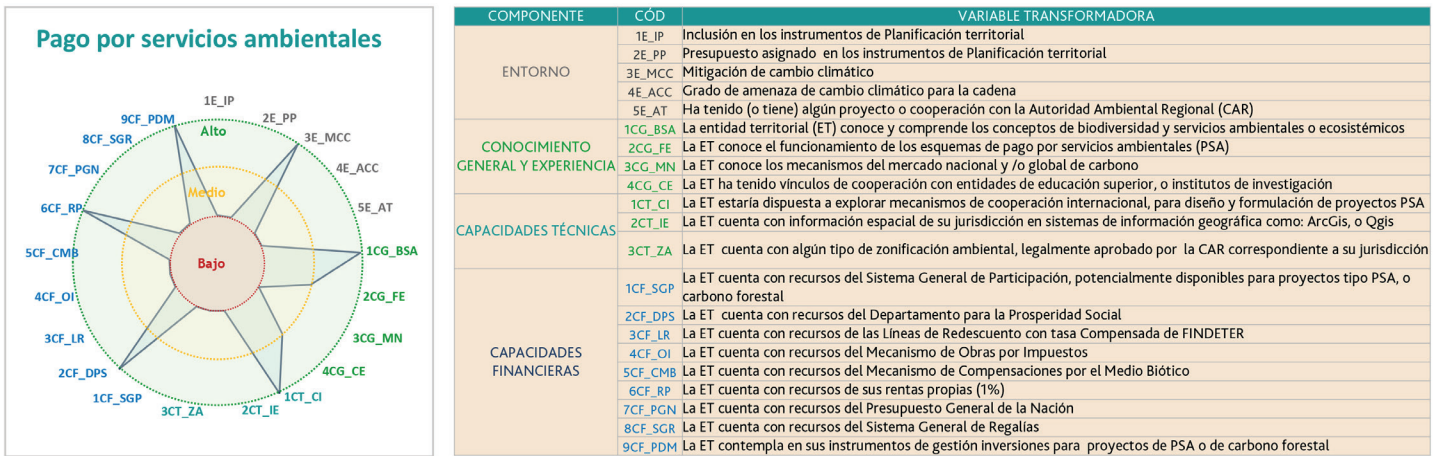 Pago por servicios ambientales
1E_IP
2E_PP
3E_MCC
4E_ACC
5E_AT
1CG_BSA
2CG_FE
3CG_MN
4CG_CE
1CT_CI
2CT_IE
3CT_ZA
1CF_SGP
2CF_DPS
3CF_LR
4CF_OI
5CF_CMB
6CF_RP
7CF_PGN
8CF_SGR
9CF_PDM
Alto
Medio
Bajo
COMPONENTE CÓD VARIABLE TRANSFORMADORA
ENTORNO
1E_IP Inclusión en los instrumentos de Planificación territorial
2E_PP Presupuesto asignado en los instrumentos de Planificación territorial
3E_MCC Mitigación de cambio climático
4E_ACC Grado de amenaza de cambio climático para la cadena
5E_AT Ha tenido (o tiene) algún proyecto o cooperación con la Autoridad Ambiental Regional (CAR)
CONOCIMIENTO
GENERAL Y EXPERIENCIA
1CG_BSA La entidad territorial (ET) conoce y comprende los conceptos de biodiversidad y servicios ambientales o ecosistémicos
2CG_FE La ET conoce el funcionamiento de los esquemas de pago por servicios ambientales (PSA)
3CG_MN La ET conoce los mecanismos del mercado nacional y /o global de carbono
4CG_CE La ET ha tenido vínculos de cooperación con entidades de educación superior, o institutos de investigación
CAPACIDADES TÉCNICAS
1CT_CI La ET estaría dispuesta a explorar mecanismos de cooperación internacional, para diseño y formulación de proyectos PSA
2CT_IE La ET cuenta con información espacial de su jurisdicción en sistemas de información geográfica como: ArcGis, o Qgis
3CT_ZA La ET cuenta con algún tipo de zonificación ambiental, legalmente aprobado por la CAR correspondiente a su jurisdicción
CAPACIDADES
FINANCIERAS
1CF_SGP La ET cuenta con recursos del Sistema General de Participación, potencialmente disponibles para proyectos tipo PSA, o
carbono forestal
2CF_DPS La ET cuenta con recursos del Departamento para la Prosperidad Social
3CF_LR La ET cuenta con recursos de las Líneas de Redescuento con tasa Compensada de FINDETER
4CF_OI La ET cuenta con recursos del Mecanismo de Obras por Impuestos
5CF_CMB La ET cuenta con recursos del Mecanismo de Compensaciones por el Medio Biótico
6CF_RP La ET cuenta con recursos de sus rentas propias (1%)
7CF_PGN La ET cuenta con recursos del Presupuesto General de la Nación
8CF_SGR La ET cuenta con recursos del Sistema General de Regalías
9CF_PDM La ET contempla en sus instrumentos de gestión inversiones para proyectos de PSA o de carbono forestal